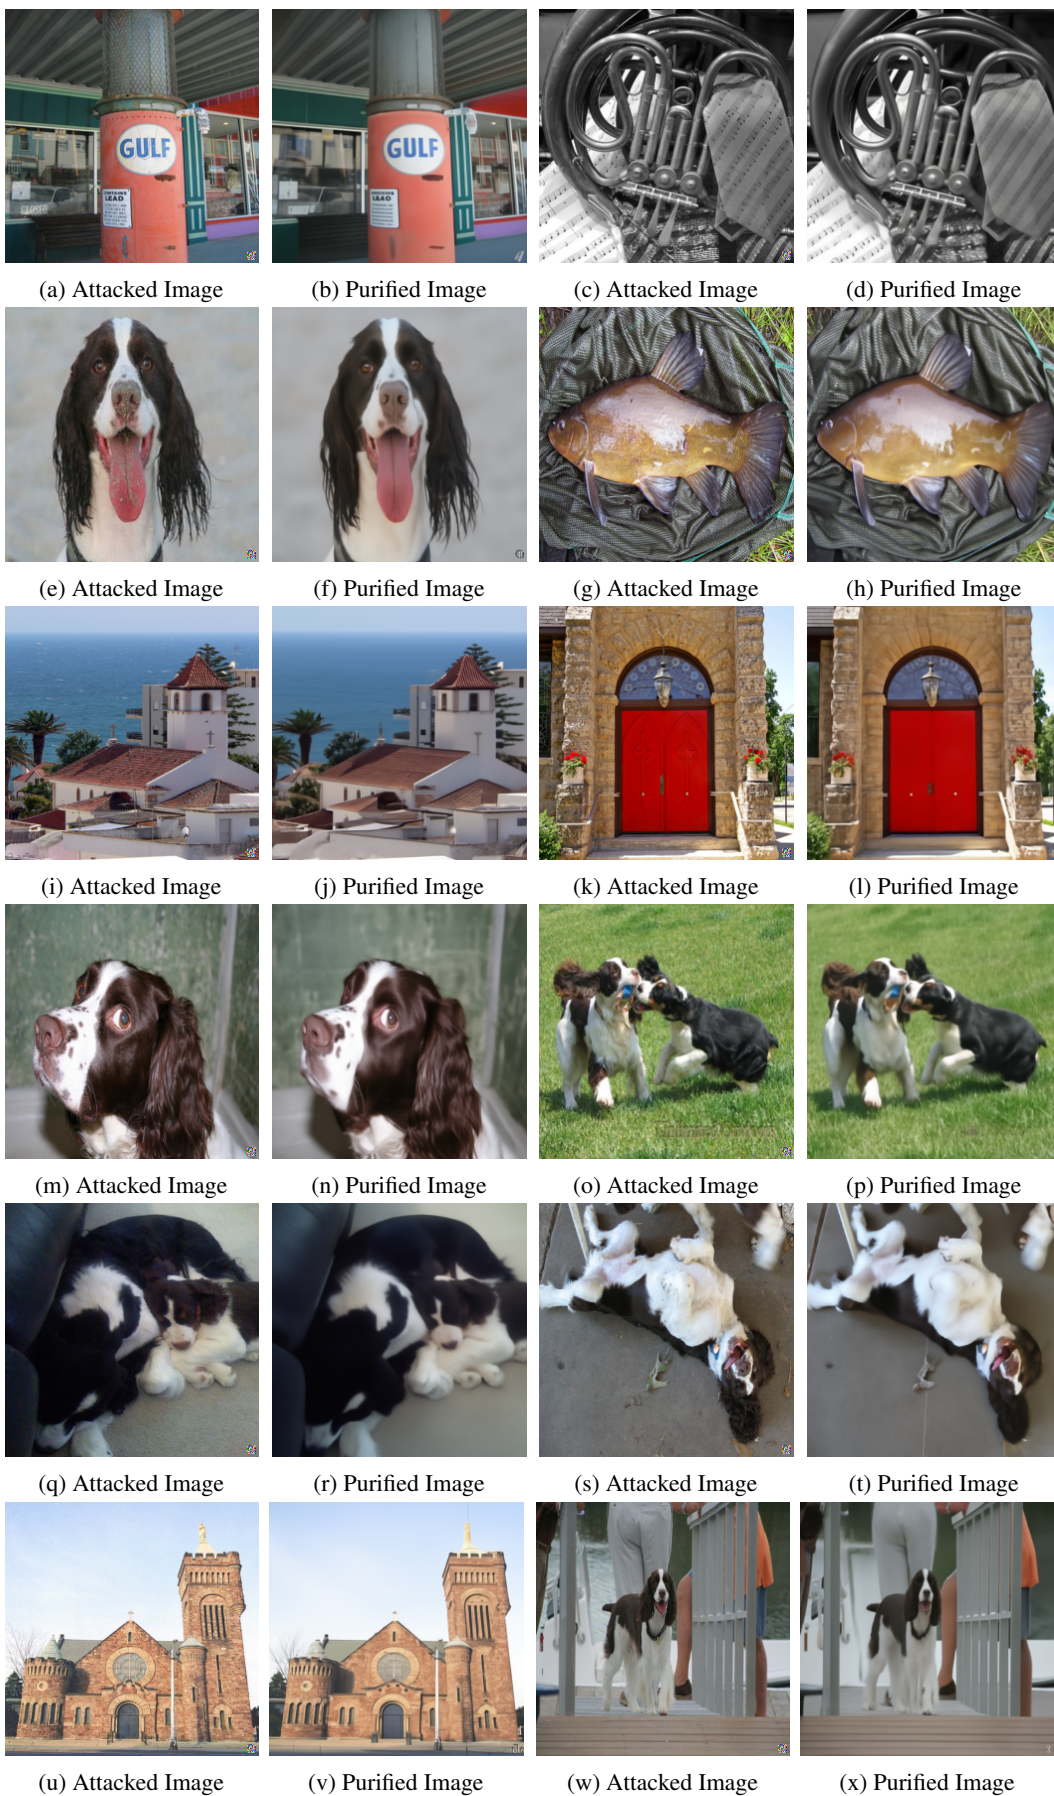 GULF
LEAD
GULF
LEAD
(a) Attacked Image
(b) Purified Image
(c) Attacked Image
(d) Purified Image
(e) Attacked Image
(f) Purified Image
(g) Attacked Image
(h) Purified Image
(i) Attacked Image
(j) Purified Image
(k) Attacked Image
(l) Purified Image
(m) Attacked Image
(n) Purified Image
(o) Attacked Image
(p) Purified Image
(q) Attacked Image
(r) Purified Image
(s) Attacked Image
(t) Purified Image
(u) Attacked Image
(v) Purified Image
(w) Attacked Image
(x) Purified Image